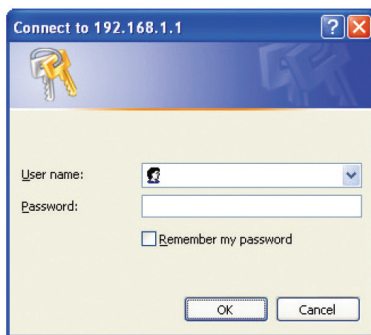 Connect to 192.168.1.1
User name:
Password:
Remember my password
OK Cancel